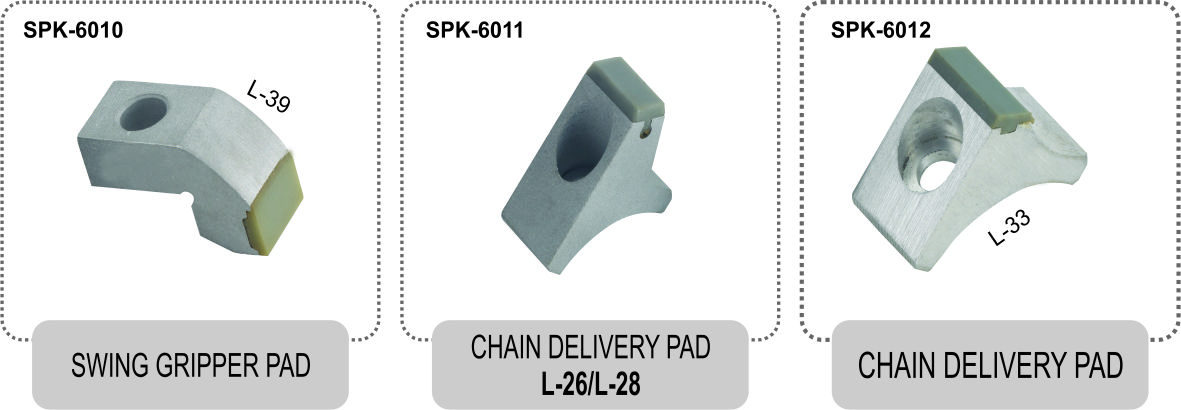 SPK-6010
L-39
SWING GRIPPER PAD
SPK-6011
CHAIN DELIVERY PAD
L-26/L-28
SPK-6012
L-33
CHAIN DELIVERY PAD